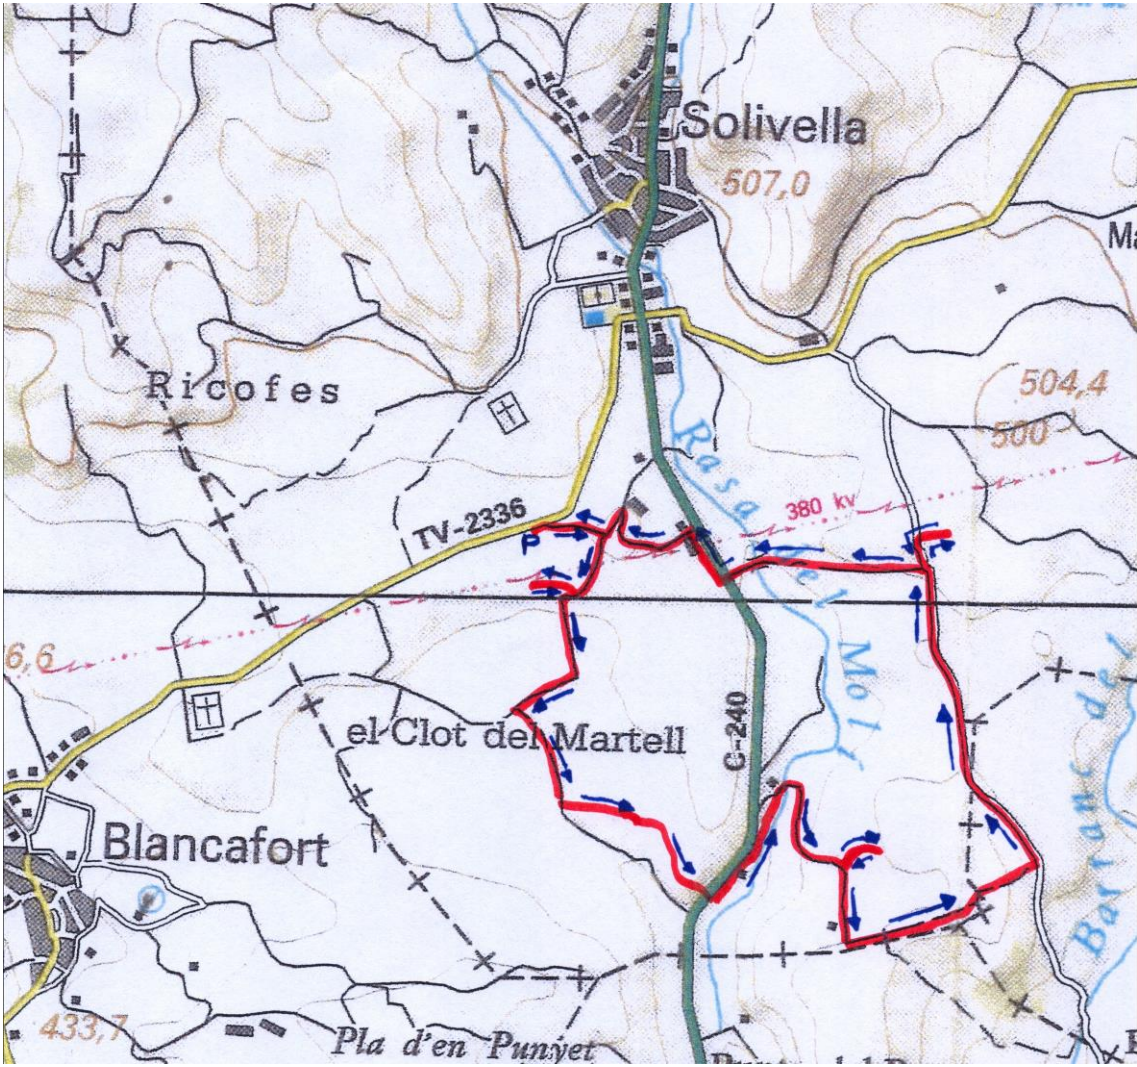 Solivella
507,0
Ma
Ricofes
504,4
500
Rasa del Molí
380 kv
TV-2336
P
6,6
el Clot del Martell
C-240
Blancafort
Barranc del
433,7
Pla d'en Punyet